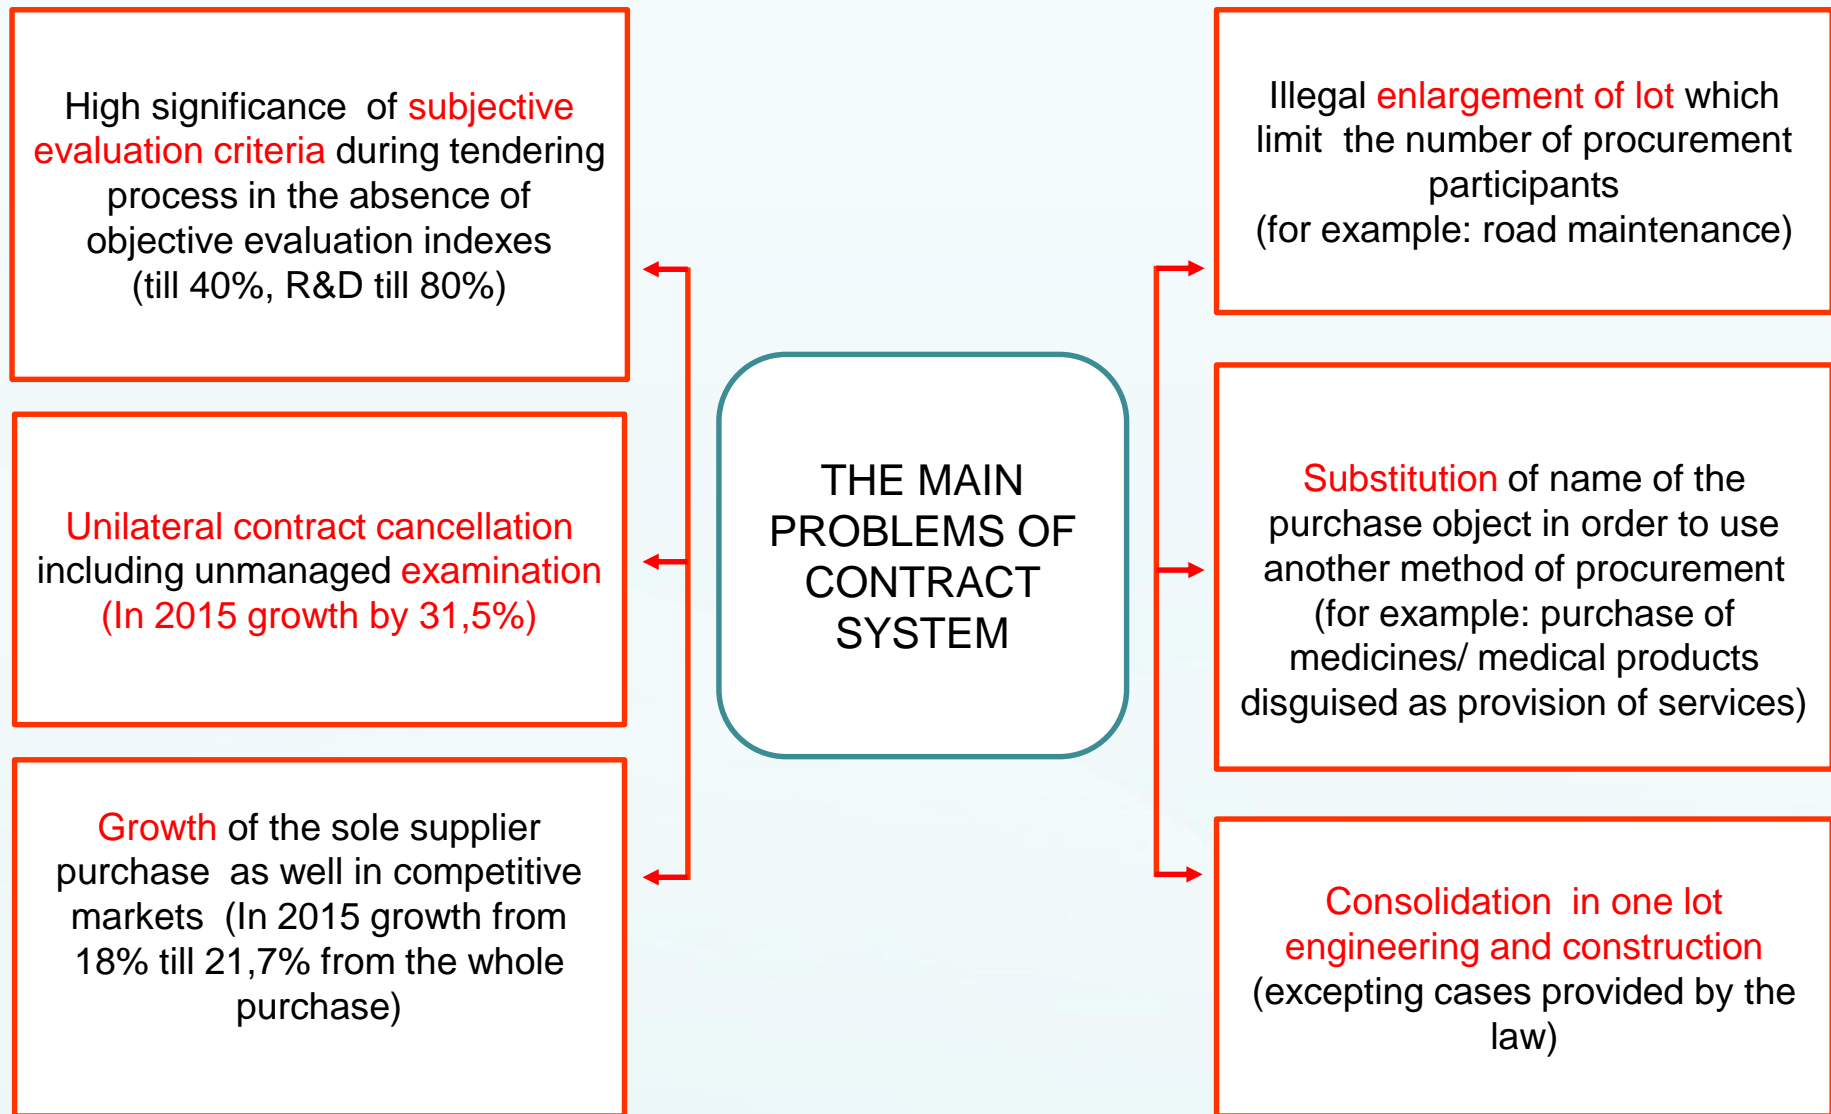 High significance of subjective
evaluation criteria during tendering
process in the absence of
objective evaluation indexes
(till 40%, R&D till 80%)
Unilateral contract cancellation
including unmanaged examination
(In 2015 growth by 31,5%)
Growth of the sole supplier
purchase as well in competitive
markets (In 2015 growth from
18% till 21,7% from the whole
purchase)
THE MAIN
PROBLEMS OF
CONTRACT
SYSTEM
Illegal enlargement of lot which
limit the number of procurement
participants
(for example: road maintenance)
Substitution of name of the
purchase object in order to use
another method of procurement
(for example: purchase of
medicines/ medical products
disguised as provision of services)
Consolidation in one lot
engineering and construction
(excepting cases provided by the
law)